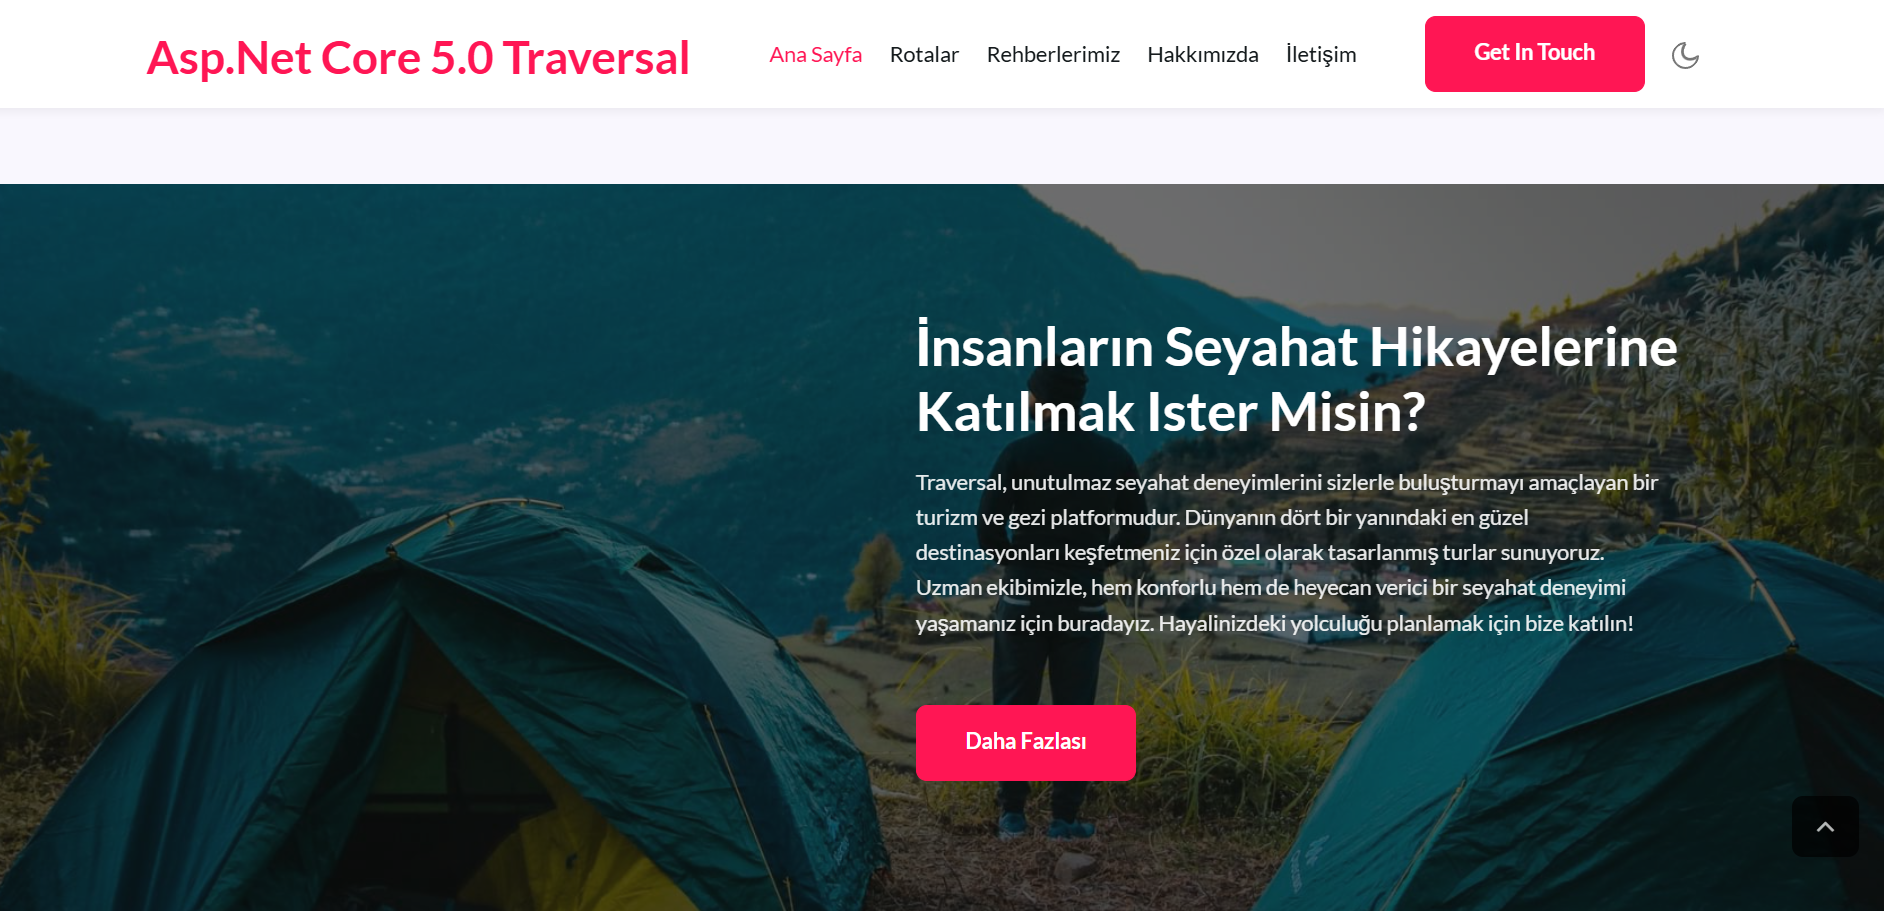 Asp.Net Core 5.0 Traversal
Ana Sayfa
Rotalar
Rehberlerimiz
Hakkımızda
İletişim
Get In Touch
İnsanların Seyahat Hikayelerine
Katılmak Ister Misin?
Traversal, unutulmaz seyahat deneyimlerini sizlerle buluşturmayı amaçlayan bir
turizm ve gezi platformudur. Dünyanın dört bir yanındaki en güzel
destinasyonları keşfetmeniz için özel olarak tasarlanmış turlar sunuyoruz.
Uzman ekibimizle, hem konforlu hem de heyecan verici bir seyahat deneyimi
yaşamanız için buradayız. Hayalinizdeki yolculuğu planlamak için bize katılın!
Daha Fazlası